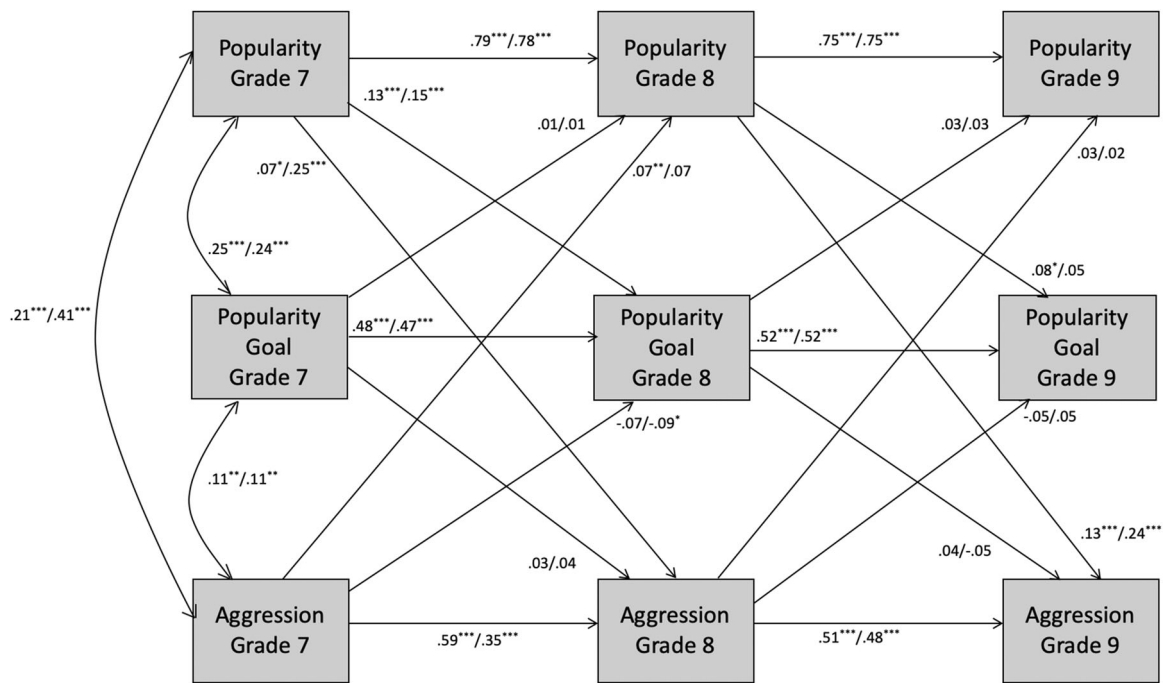 Popularity
Grade 7
.79***/.78***
Popularity
Grade 8
.75***/.75***
Popularity
Grade 9
.13***/.15***
.01/.01
.03/.03
.07*/.25***
.07**/.07
.03/.02
.25***/.24***
.08*/.05
.21***/.41***
Popularity
Goal
Grade 7
.48***/.47***
Popularity
Goal
Grade 8
.52***/.52***
Popularity
Goal
Grade 9
-.07/-.09*
-.05/.05
.11**/.11**
.03/.04
.04/-.05
.13***/.24***
Aggression
Grade 7
.59***/.35***
Aggression
Grade 8
.51***/.48***
Aggression
Grade 9